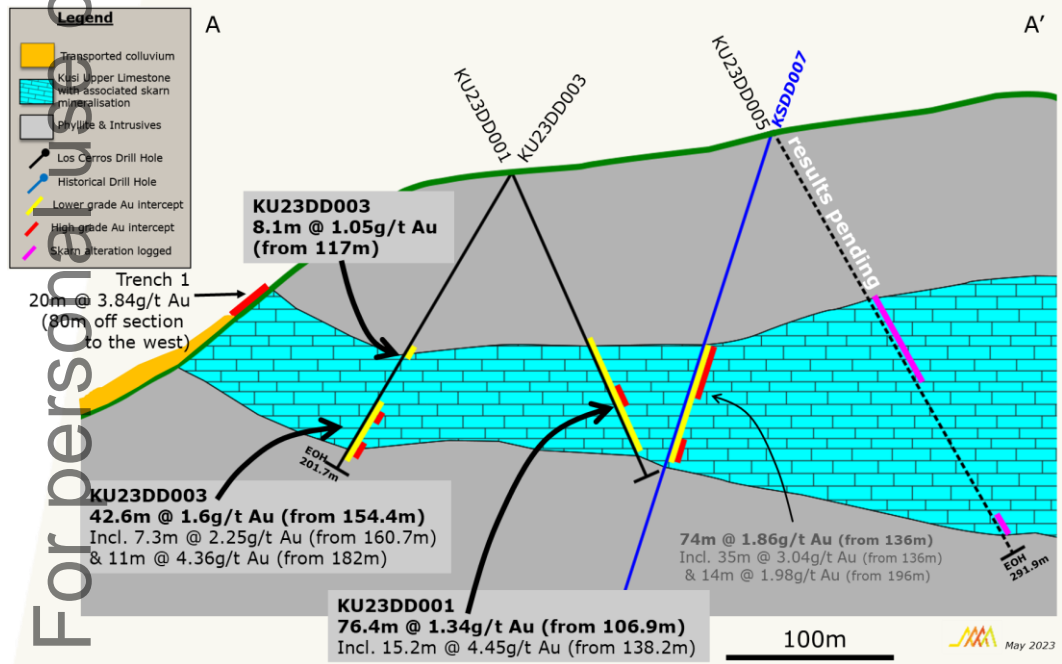 For personal use o
Legend
Transported colluvium
Kusi Upper Limestone
with associated skarn
mineralisation
Phyllite & Intrusives
Los Cerros Drill Hole
Historical Drill Hole
Lower grade Au intercept
High grade Au intercept
Skarn alteration logged
A
A’
KU23DD001
KU23DD003
KU23DD005
KSDD007
results pending
KU23DD003
8.1m @ 1.05g/t Au
(from 117m)
Trench 1
20m @ 3.84g/t Au
(80m off section
to the west)
EOH
201.7m
KU23DD003
42.6m @ 1.6g/t Au (from 154.4m)
Incl. 7.3m @ 2.25g/t Au (from 160.7m)
& 11m @ 4.36g/t Au (from 182m)
74m @ 1.86g/t Au (from 136m)
Incl. 35m @ 3.04g/t Au (from 136m)
& 14m @ 1.98g/t Au (from 196m)
EOH
291.9m
KU23DD001
76.4m @ 1.34g/t Au (from 106.9m)
Incl. 15.2m @ 4.45g/t Au (from 138.2m)
100m
May 2023